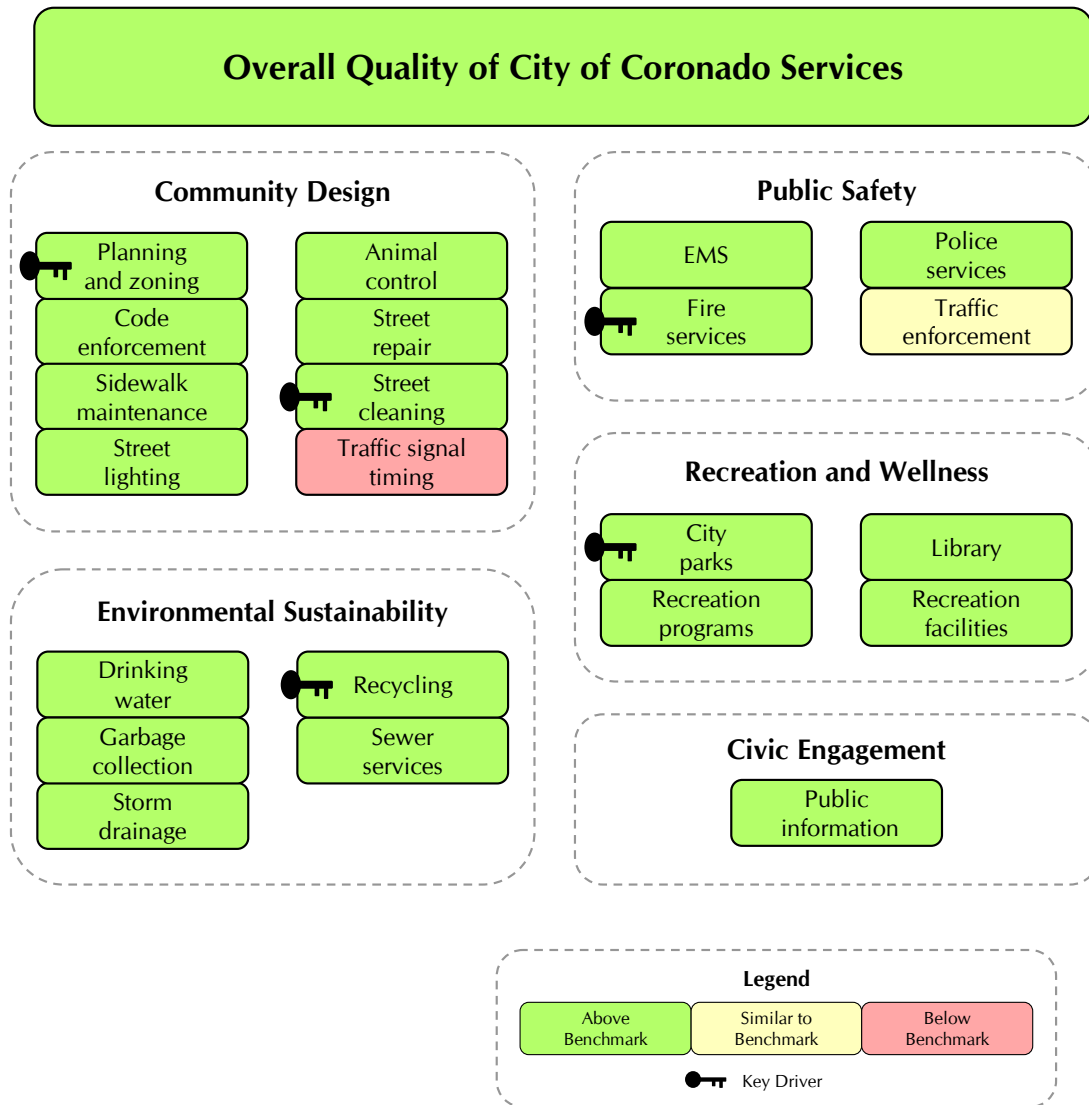 Overall Quality of City of Coronado Services
Community Design
Planning
and zoning
Code
enforcement
Sidewalk
maintenance
Street
lighting
Animal
control
Street
repair
Street
cleaning
Traffic signal
timing
Environmental Sustainability
Drinking
water
Garbage
collection
Storm
drainage
Recycling
Sewer
services
Public Safety
EMS
Fire
services
Police
services
Traffic
enforcement
Recreation and Wellness
City
parks
Recreation
programs
Library
Recreation
facilities
Civic Engagement
Public
information
Legend
Above
Benchmark
Similar to
Benchmark
Below
Benchmark
Key Driver